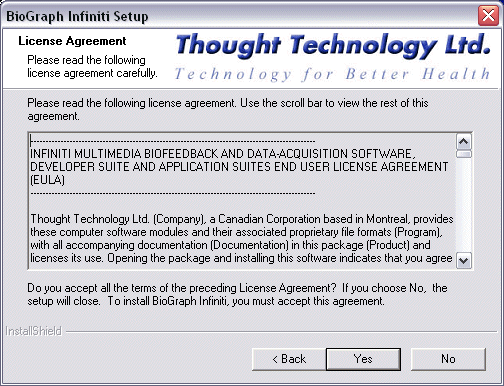 BioGraph Infiniti Setup
License Agreement
Please read the following
license agreement carefully.
Thought Technology Ltd.
Technology for Better Health
Please read the following license agreement. Use the scroll bar to view the rest of this
agreement.
--------------------------------------------------------------------------------
INFINITI MULTIMEDIA BIOFEEDBACK AND DATA-ACQUISITION SOFTWARE,
DEVELOPER SUITE AND APPLICATION SUITES END USER LICENSE AGREEMENT
(EULA)
--------------------------------------------------------------------------------
Thought Technology Ltd. (Company), a Canadian Corporation based in Montreal, provides
these computer software modules and their associated proprietary file formats (Program),
with all accompanying documentation (Documentation) in this package (Product) and
licenses its use. Opening the package and installing this software indicates that you agree
Do you accept all the terms of the preceding License Agreement? If you choose No, the
setup will close. To install BioGraph Infiniti, you must accept this agreement.
InstallShield
< Back
Yes
No